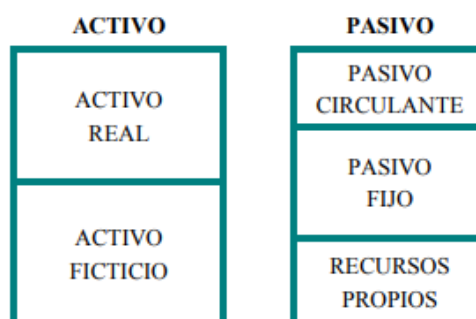 ACTIVO
ACTIVO
REAL
ACTIVO
FICTICIO
PASIVO
PASIVO
CIRCULANTE
PASIVO
FIJO
RECURSOS
PROPIOS